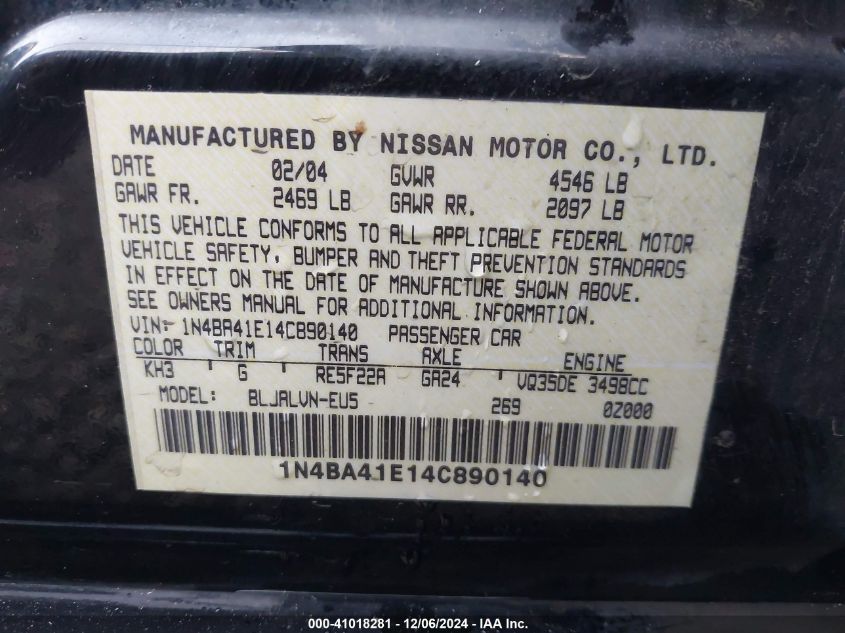 MANUFACTURED BY NISSAN MOTOR CO., LTD.
DATE 02/04 GVWR 4546 LB
GAWR FR. 2469 LB GAWR RR. 2097 LB
THIS VEHICLE CONFORMS TO ALL APPLICABLE FEDERAL MOTOR
VEHICLE SAFETY, BUMPER AND THEFT PREVENTION STANDARDS
IN EFFECT ON THE DATE OF MANUFACTURE SHOWN ABOVE.
SEE OWNERS MANUAL FOR ADDITIONAL INFORMATION.
VIN: 1N4BA41E14C890140 PASSENGER CAR
COLOR TRIM TRANS AXLE ENGINE
KH3 G RE5F22A GA24 VQ35DE 3498CC
MODEL: BLJALVN-EU5 269 0Z000
1N4BA41E14C890140
000-41018281 - 12/06/2024 - IAA Inc.